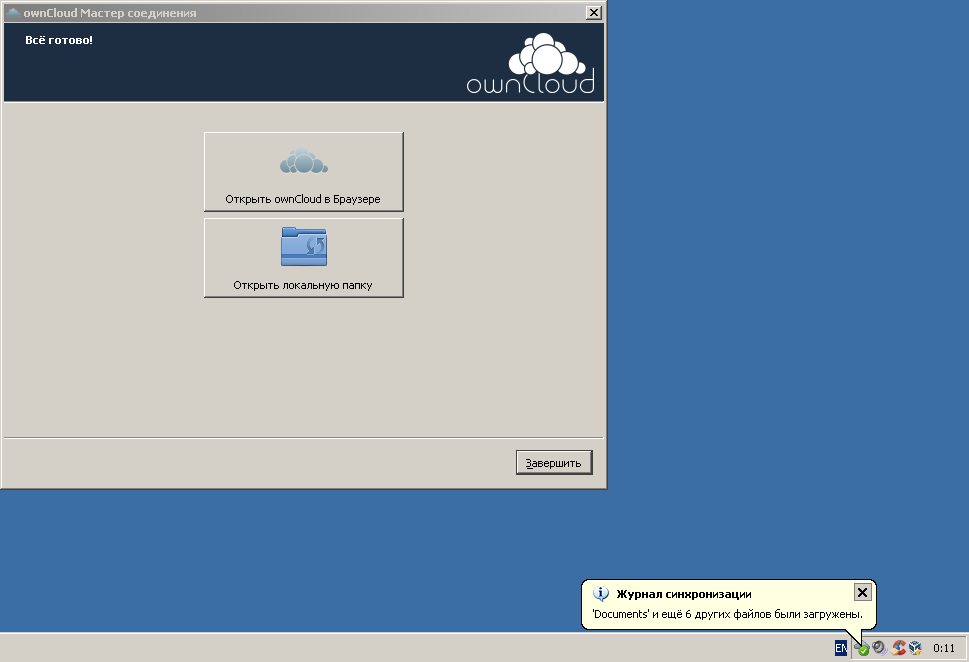 ownCloud Мастер соединения
Всё готово!
ownCloud
Открыть ownCloud в Браузере
Открыть локальную папку
Завершить
Журнал синхронизации
'Documents' и ещё 6 других файлов были загружены.
EN
0:11